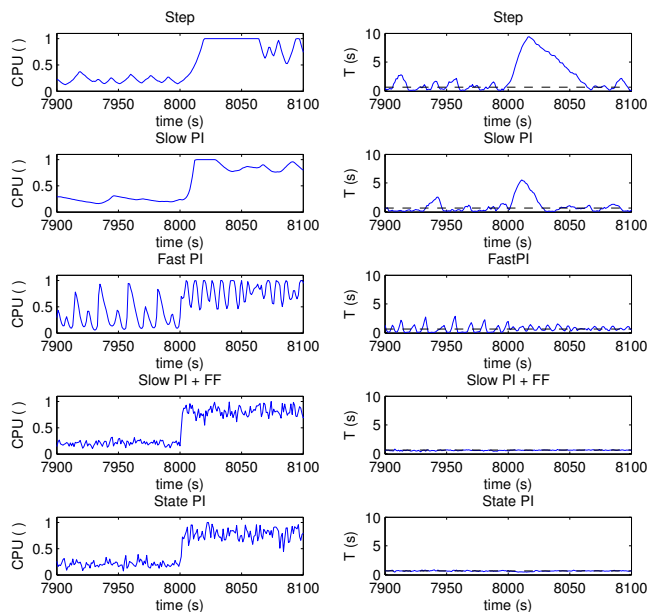 Step
Step
CPU ( )
1
0.5
0
7900
7950
8000
8050
8100
time (s)
T (s)
10
5
0
7900
7950
8000
8050
8100
time (s)
Slow PI
Slow PI
CPU ( )
1
0.5
0
7900
7950
8000
8050
8100
time (s)
T (s)
10
5
0
7900
7950
8000
8050
8100
time (s)
Fast PI
FastPI
CPU ( )
1
0.5
0
7900
7950
8000
8050
8100
time (s)
T (s)
10
5
0
7900
7950
8000
8050
8100
time (s)
Slow PI + FF
Slow PI + FF
CPU ( )
1
0.5
0
7900
7950
8000
8050
8100
time (s)
T (s)
10
5
0
7900
7950
8000
8050
8100
time (s)
State PI
State PI
CPU ( )
1
0.5
0
7900
7950
8000
8050
8100
time (s)
T (s)
10
5
0
7900
7950
8000
8050
8100
time (s)